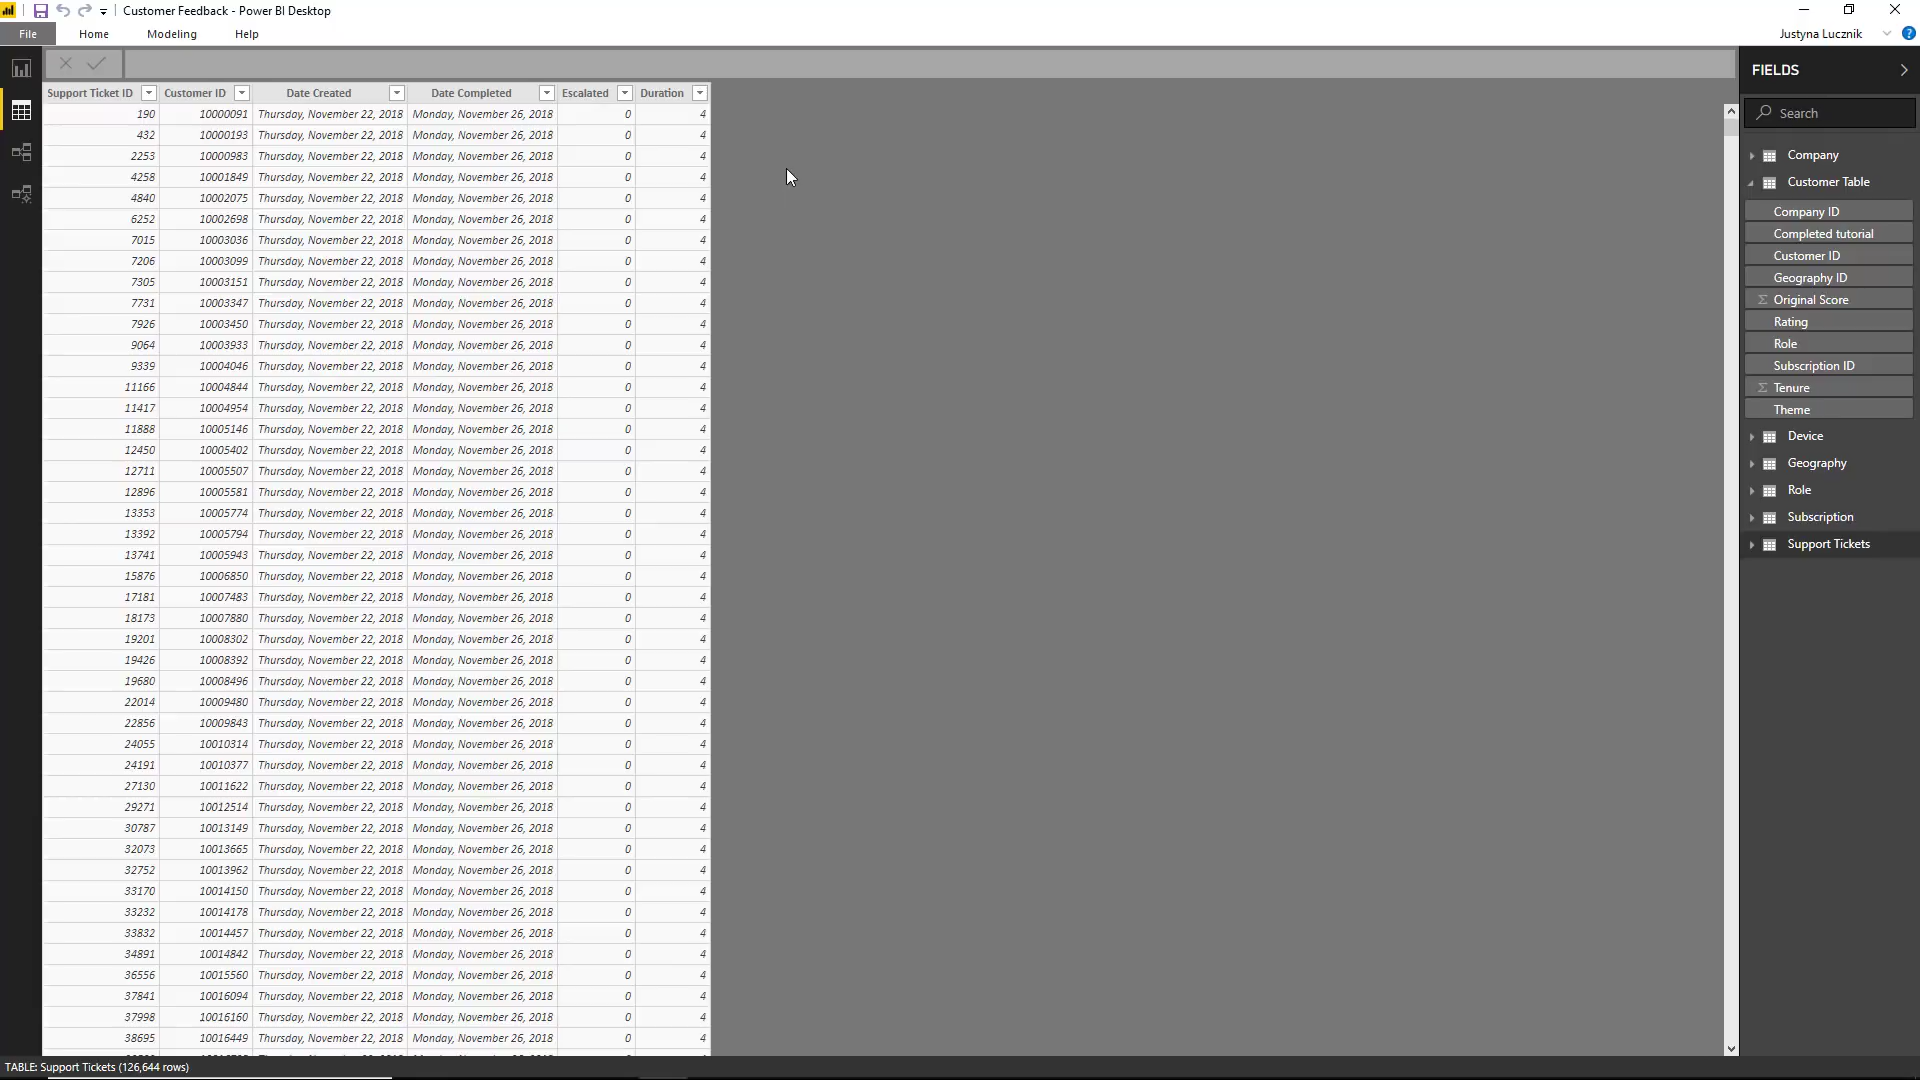 Customer Feedback - Power BI Desktop
File Home Modeling Help Justyna Lucznik
FIELDS
Search
Company
Customer Table
Company ID
Completed tutorial
Customer ID
Geography ID
Original Score
Rating
Role
Subscription ID
Tenure
Theme
Device
Geography
Role
Subscription
Support Tickets
Support Ticket ID Customer ID Date Created Date Completed Escalated Duration
190 10000091 Thursday, November 22, 2018 Monday, November 26, 2018 0 4
432 10000193 Thursday, November 22, 2018 Monday, November 26, 2018 0 4
2253 10000983 Thursday, November 22, 2018 Monday, November 26, 2018 0 4
4258 10001849 Thursday, November 22, 2018 Monday, November 26, 2018 0 4
4840 10002075 Thursday, November 22, 2018 Monday, November 26, 2018 0 4
6252 10002698 Thursday, November 22, 2018 Monday, November 26, 2018 0 4
7015 10003036 Thursday, November 22, 2018 Monday, November 26, 2018 0 4
7206 10003099 Thursday, November 22, 2018 Monday, November 26, 2018 0 4
7305 10003151 Thursday, November 22, 2018 Monday, November 26, 2018 0 4
7731 10003347 Thursday, November 22, 2018 Monday, November 26, 2018 0 4
7926 10003450 Thursday, November 22, 2018 Monday, November 26, 2018 0 4
9064 10003933 Thursday, November 22, 2018 Monday, November 26, 2018 0 4
9339 10004046 Thursday, November 22, 2018 Monday, November 26, 2018 0 4
11166 10004844 Thursday, November 22, 2018 Monday, November 26, 2018 0 4
11417 10004954 Thursday, November 22, 2018 Monday, November 26, 2018 0 4
11888 10005146 Thursday, November 22, 2018 Monday, November 26, 2018 0 4
12450 10005402 Thursday, November 22, 2018 Monday, November 26, 2018 0 4
12711 10005507 Thursday, November 22, 2018 Monday, November 26, 2018 0 4
12896 10005581 Thursday, November 22, 2018 Monday, November 26, 2018 0 4
13353 10005774 Thursday, November 22, 2018 Monday, November 26, 2018 0 4
13392 10005794 Thursday, November 22, 2018 Monday, November 26, 2018 0 4
13741 10005943 Thursday, November 22, 2018 Monday, November 26, 2018 0 4
15876 10006850 Thursday, November 22, 2018 Monday, November 26, 2018 0 4
17181 10007483 Thursday, November 22, 2018 Monday, November 26, 2018 0 4
18173 10007880 Thursday, November 22, 2018 Monday, November 26, 2018 0 4
19201 10008302 Thursday, November 22, 2018 Monday, November 26, 2018 0 4
19426 10008392 Thursday, November 22, 2018 Monday, November 26, 2018 0 4
19680 10008496 Thursday, November 22, 2018 Monday, November 26, 2018 0 4
22014 10009480 Thursday, November 22, 2018 Monday, November 26, 2018 0 4
22856 10009843 Thursday, November 22, 2018 Monday, November 26, 2018 0 4
24055 10010314 Thursday, November 22, 2018 Monday, November 26, 2018 0 4
24191 10010377 Thursday, November 22, 2018 Monday, November 26, 2018 0 4
27130 10011622 Thursday, November 22, 2018 Monday, November 26, 2018 0 4
29271 10012514 Thursday, November 22, 2018 Monday, November 26, 2018 0 4
30787 10013149 Thursday, November 22, 2018 Monday, November 26, 2018 0 4
32073 10013665 Thursday, November 22, 2018 Monday, November 26, 2018 0 4
32752 10013962 Thursday, November 22, 2018 Monday, November 26, 2018 0 4
33170 10014150 Thursday, November 22, 2018 Monday, November 26, 2018 0 4
33232 10014178 Thursday, November 22, 2018 Monday, November 26, 2018 0 4
33832 10014457 Thursday, November 22, 2018 Monday, November 26, 2018 0 4
34891 10014842 Thursday, November 22, 2018 Monday, November 26, 2018 0 4
36556 10015560 Thursday, November 22, 2018 Monday, November 26, 2018 0 4
37841 10016094 Thursday, November 22, 2018 Monday, November 26, 2018 0 4
37998 10016160 Thursday, November 22, 2018 Monday, November 26, 2018 0 4
38695 10016449 Thursday, November 22, 2018 Monday, November 26, 2018 0 4
TABLE: Support Tickets (126,644 rows)